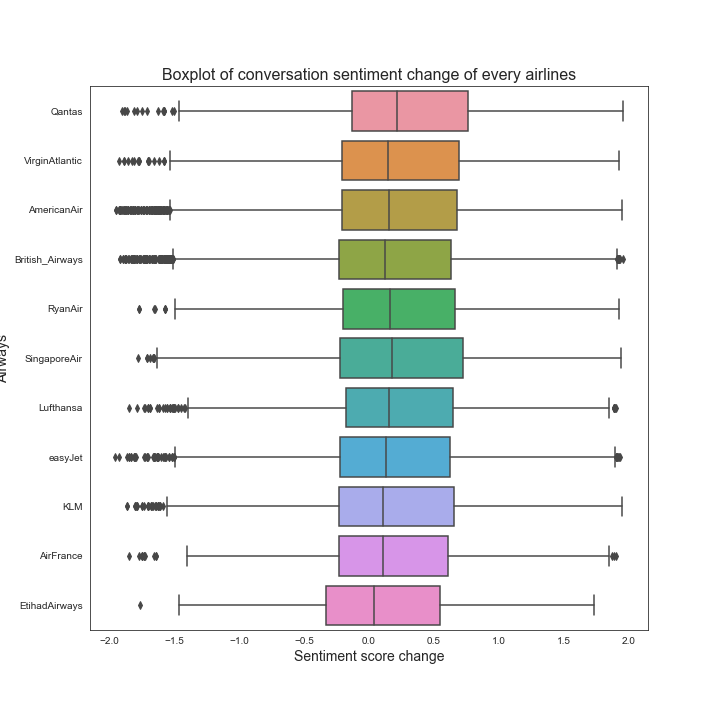 Boxplot of conversation sentiment change of every airlines
Qantas
VirginAtlantic
AmericanAir
British_Airways
RyanAir
SingaporeAir
Lufthansa
easyJet
KLM
AirFrance
EtihadAirways
Airways
−2.0 −1.5 −1.0 −0.5 0.0 0.5 1.0 1.5 2.0
Sentiment score change